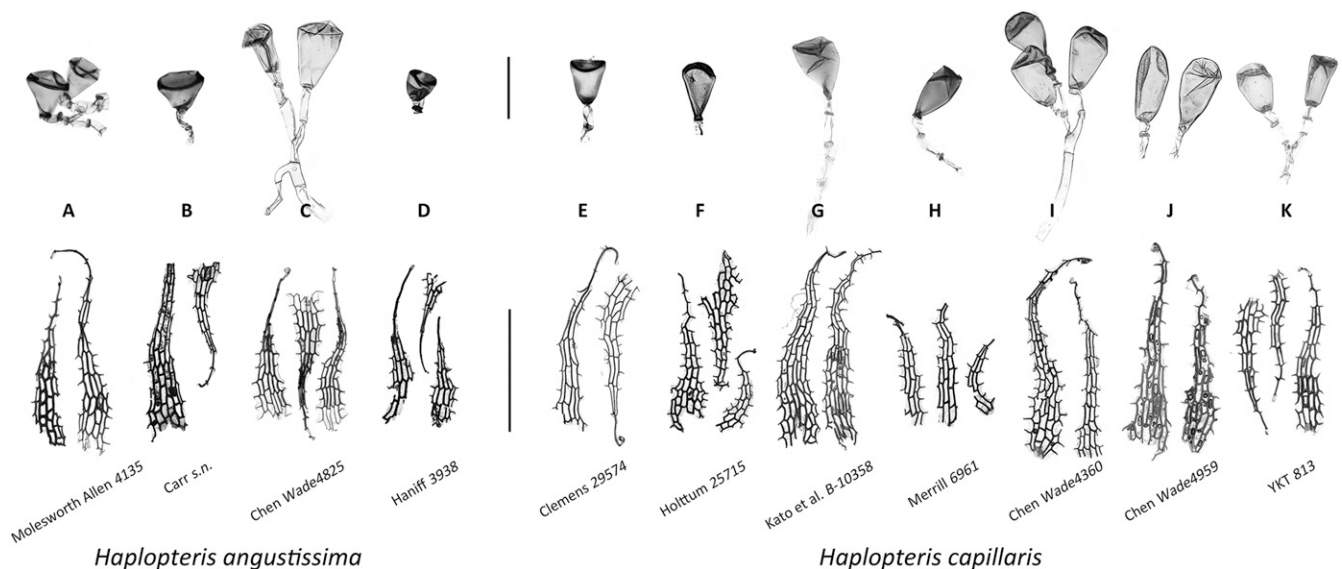 A B C D E F G H I J K
Molesworth Allen 4135
Carr s.n.
Chen Wade4825
Haniff 3938
Clemens 29574
Holttum 25715
Kato et al. B-10358
Merrill 6961
Chen Wade4360
Chen Wade4959
YKT 813
Haplopteris angustissima
Haplopteris capillaris